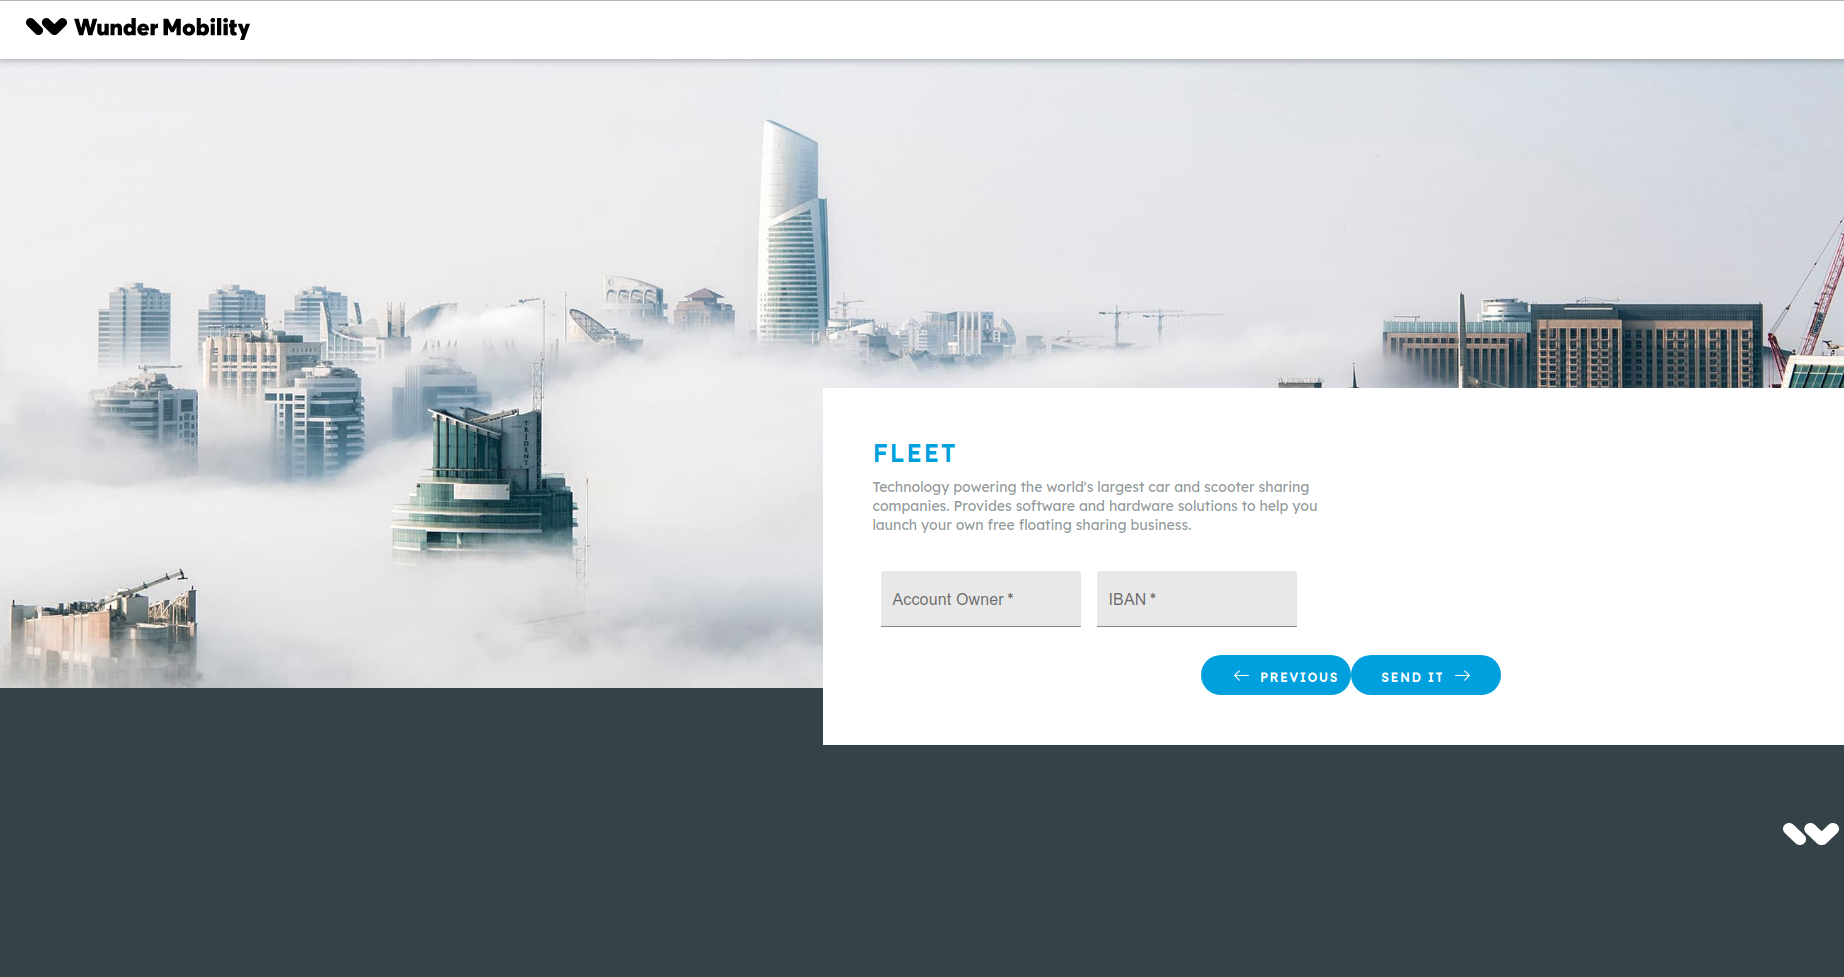 Wunder Mobility
TRIDENT
FLEET
Technology powering the world's largest car and scooter sharing
companies. Provides software and hardware solutions to help you
launch your own free floating sharing business.
Account Owner *
IBAN *
PREVIOUS
SEND IT